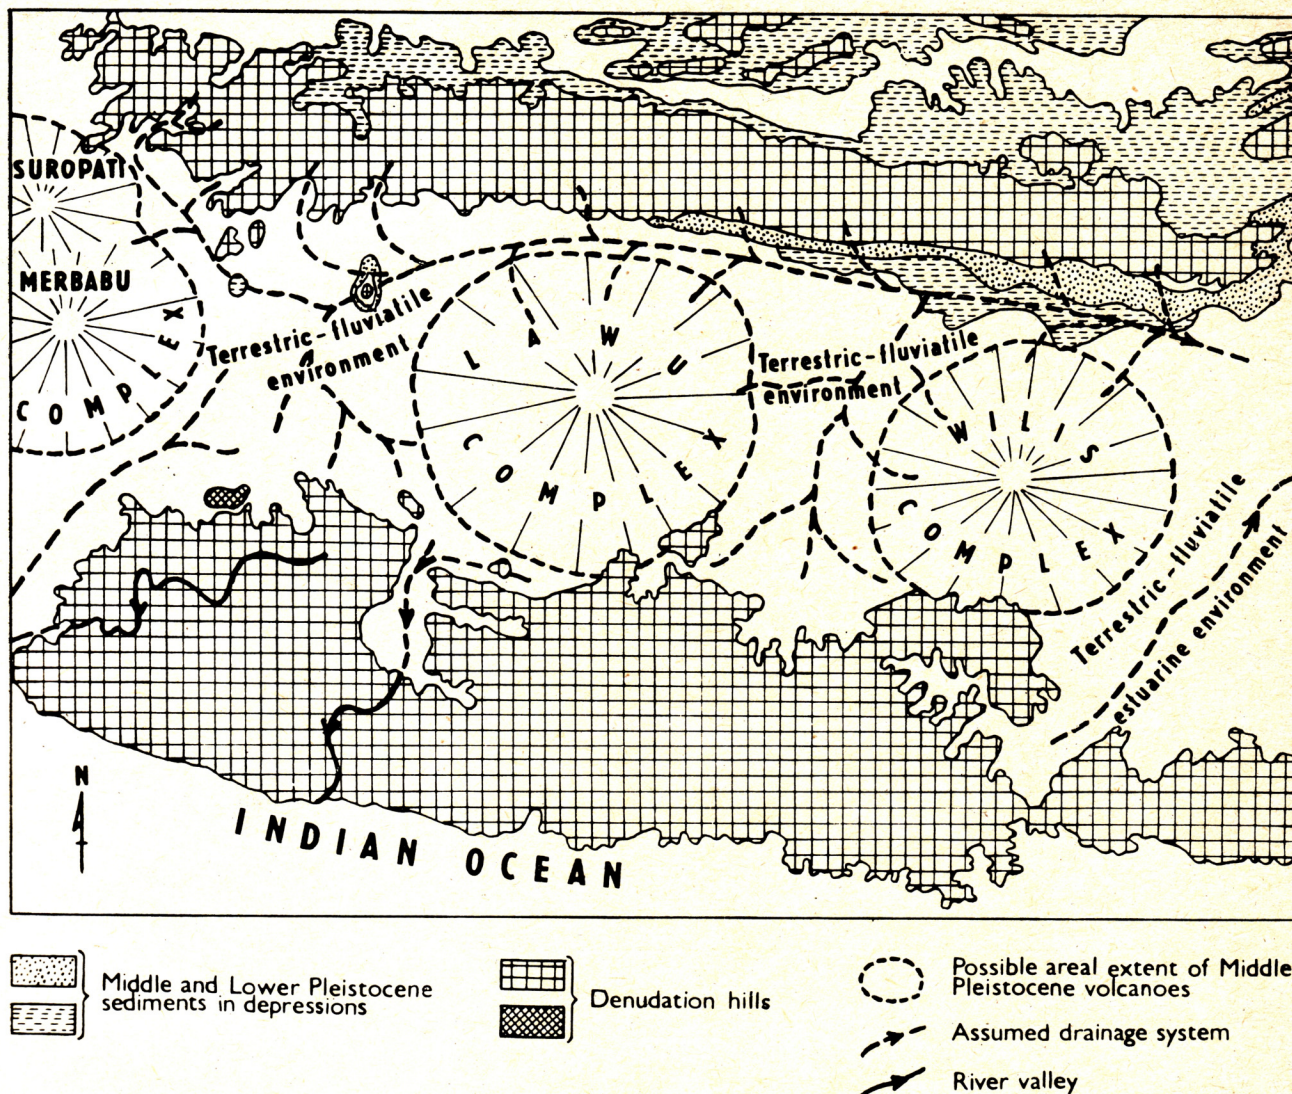 SUROPATI
MERBABU
COMPLEX
Terrestric-fluviatile
environment
LAWU
COMPLEX
Terrestric-fluviatile
environment
WILIS
COMPLEX
Terrestric-fluviatile
estuarine environment
N
INDIAN OCEAN
Middle and Lower Pleistocene
sediments in depressions
Denudation hills
Possible areal extent of Middle
Pleistocene volcanoes
Assumed drainage system
River valley